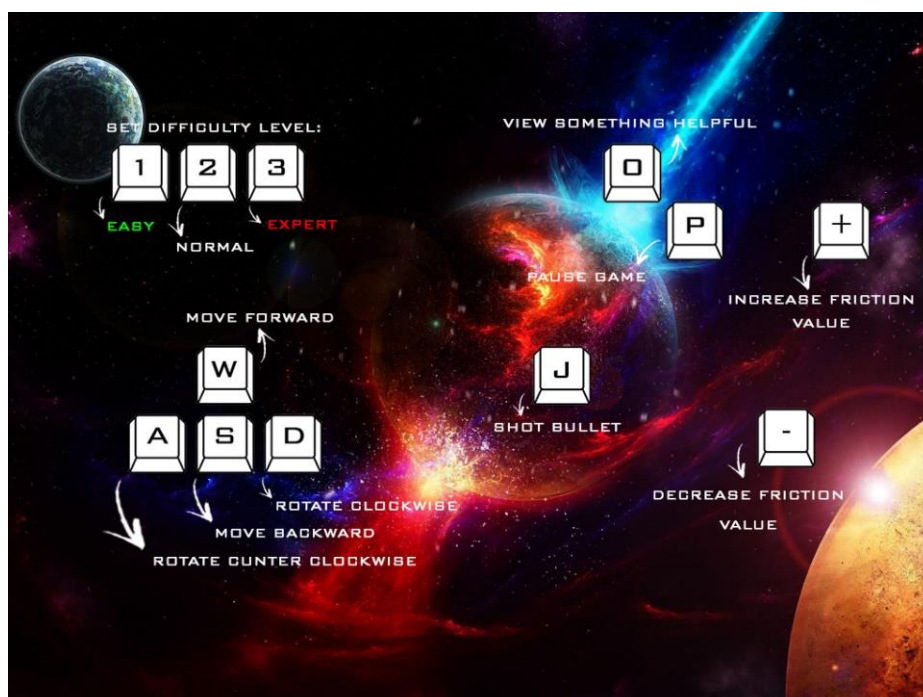 SET DIFFICULTY LEVEL:
1 2 3
EASY
NORMAL
EXPERT
VIEW SOMETHING HELPFUL
O
P
PAUSE GAME
+
INCREASE FRICTION
VALUE
MOVE FORWARD
W
A S D
ROTATE CLOCKWISE
MOVE BACKWARD
ROTATE CUNTER CLOCKWISE
J
SHOT BULLET
-
DECREASE FRICTION
VALUE